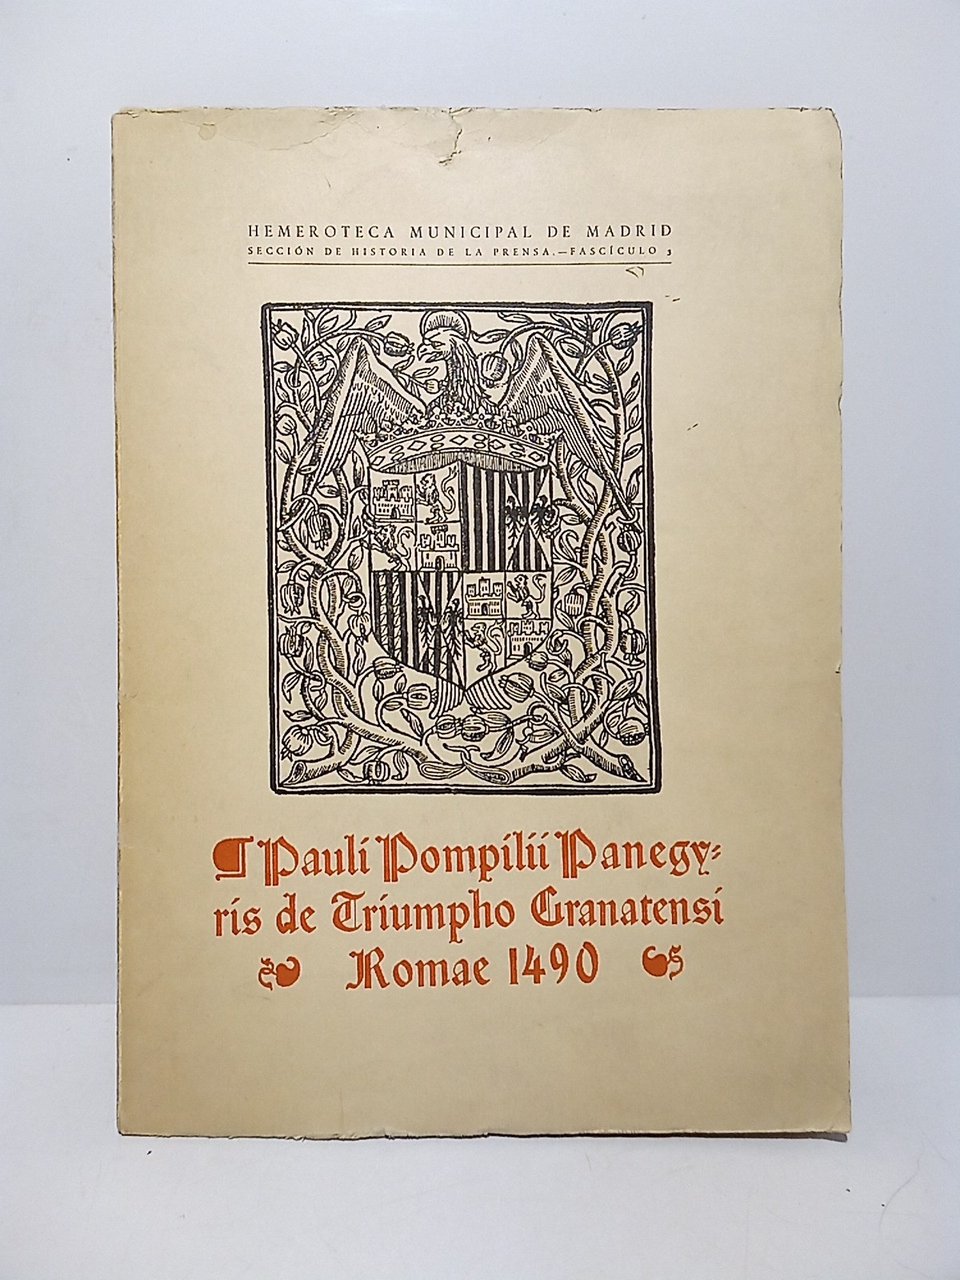 HEMEROTECA MUNICIPAL DE MADRID
SECCIÓN DE HISTORIA DE LA PRENSA.—FASCÍCULO 3
¶ Pauli Pompilii Panegy=
ris de Triumpho Granatensi
❧ Romae 1490 ❧